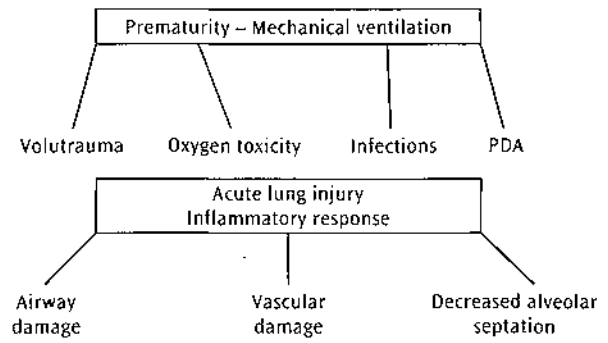 Prematurity – Mechanical ventilation
Volutrauma Oxygen toxicity Infections PDA
Acute lung injury
Inflammatory response
Airway damage
Vascular damage
Decreased alveolar septation